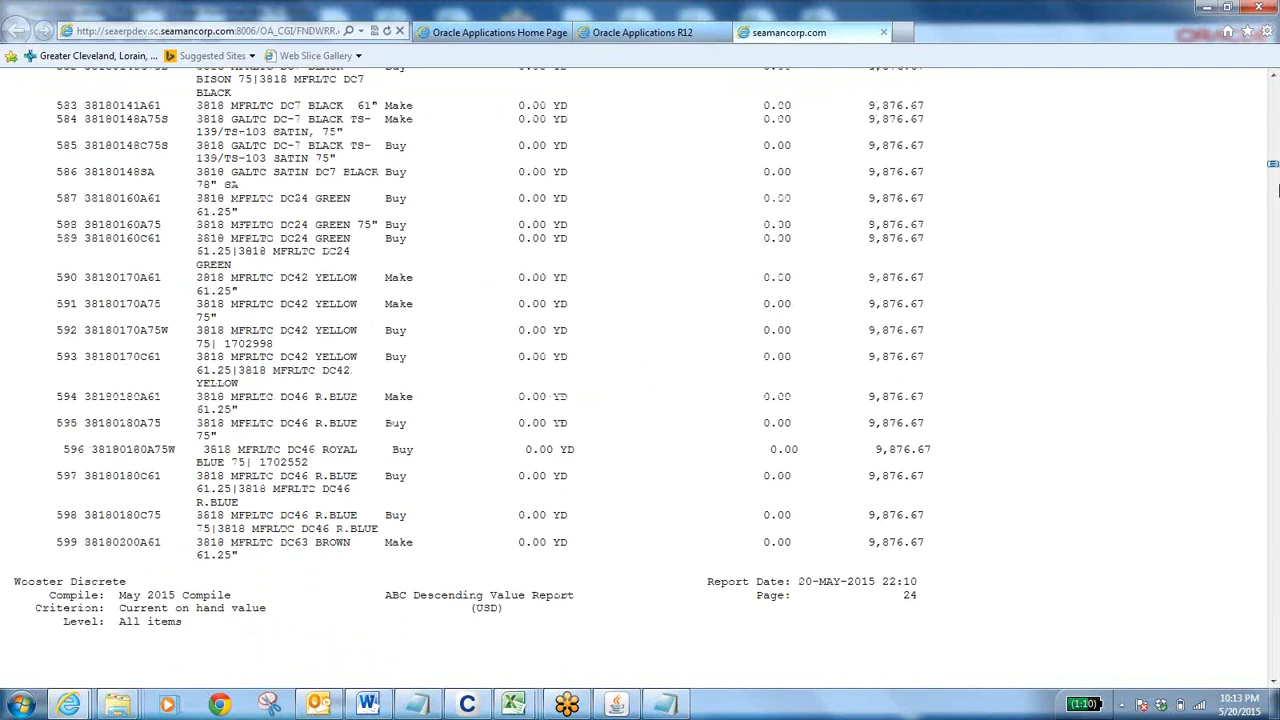 http://seaerpdev.sc.seamancorp.com:8006/OA_CGI/FNDWRR.
Oracle Applications Home Page
Oracle Applications R12
seamancorp.com
Greater Cleveland, Lorain, ...
Suggested Sites
Web Slice Gallery
BISON 75|3818 MFRLTC DC7
BLACK
583 38180141A61 3818 MFRLTC DC7 BLACK 61" Make 0.00 YD 0.00 9,876.67
584 38180148A75S 3818 GALTC DC-7 BLACK TS- Make 0.00 YD 0.00 9,876.67
139/TS-103 SATIN, 75"
585 38180148C75S 3818 GALTC DC-7 BLACK TS- Buy 0.00 YD 0.00 9,876.67
139/TS-103 SATIN 75"
586 38180148SA 3818 GALTC SATIN DC7 BLACK Buy 0.00 YD 0.00 9,876.67
78" SA
587 38180160A61 3818 MFRLTC DC24 GREEN Buy 0.00 YD 0.00 9,876.67
61.25"
588 38180160A75 3818 MFRLTC DC24 GREEN 75" Buy 0.00 YD 0.00 9,876.67
589 38180160C61 3818 MFRLTC DC24 GREEN Buy 0.00 YD 0.00 9,876.67
61.25|3818 MFRLTC DC24
GREEN
590 38180170A61 3818 MFRLTC DC42 YELLOW Make 0.00 YD 0.00 9,876.67
61.25"
591 38180170A75 3818 MFRLTC DC42 YELLOW Make 0.00 YD 0.00 9,876.67
75"
592 38180170A75W 3818 MFRLTC DC42 YELLOW Buy 0.00 YD 0.00 9,876.67
75| 1702998
593 38180170C61 3818 MFRLTC DC42 YELLOW Buy 0.00 YD 0.00 9,876.67
61.25|3818 MFRLTC DC42
YELLOW
594 38180180A61 3818 MFRLTC DC46 R.BLUE Make 0.00 YD 0.00 9,876.67
61.25"
595 38180180A75 3818 MFRLTC DC46 R.BLUE Buy 0.00 YD 0.00 9,876.67
75"
596 38180180A75W 3818 MFRLTC DC46 ROYAL Buy 0.00 YD 0.00 9,876.67
BLUE 75| 1702552
597 38180180C61 3818 MFRLTC DC46 R.BLUE Buy 0.00 YD 0.00 9,876.67
61.25|3818 MFRLTC DC46
R.BLUE
598 38180180C75 3818 MFRLTC DC46 R.BLUE Buy 0.00 YD 0.00 9,876.67
75|3818 MFRLTC DC46 R.BLUE
599 38180200A61 3818 MFRLTC DC63 BROWN Make 0.00 YD 0.00 9,876.67
61.25"
Wooster Discrete Report Date: 20-MAY-2015 22:10
Compile: May 2015 Compile ABC Descending Value Report Page: 24
Criterion: Current on hand value (USD)
Level: All items
(1:10)
10:13 PM
5/20/2015